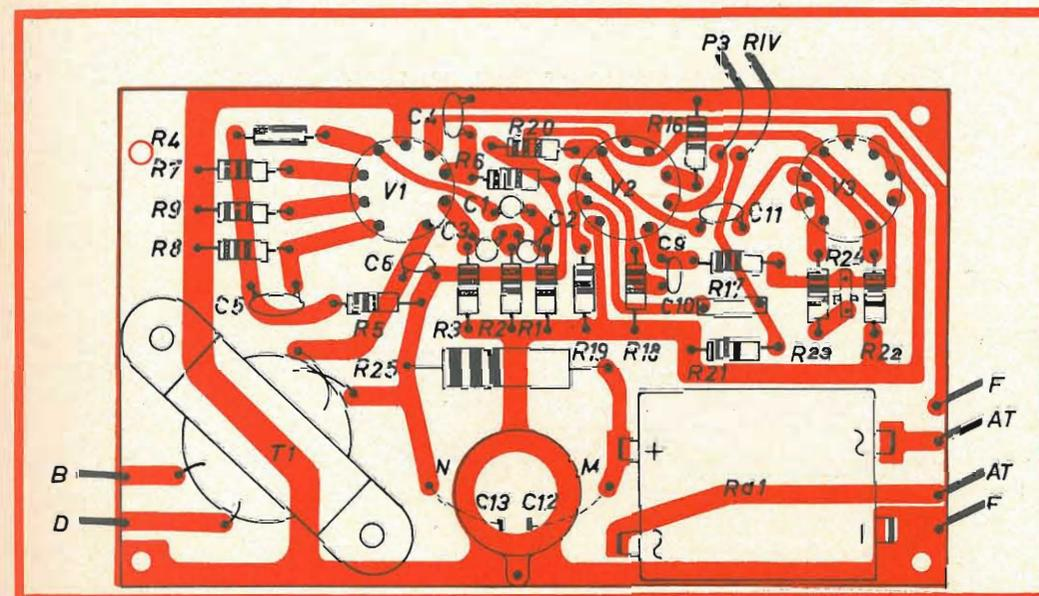 P3 RIV
C4
R20
R16
R4
R7
R6
V1
V2
V3
R9
C1
C2
C11
R8
C3
C9
C6
R24
C5
R17
C10
R5
R3 R2 R1
R19 R18
R23
R22
R25
R21
F
AT
+
~
T1
B
N
M
AT
Rd1
C13 C12
D
F
~
−